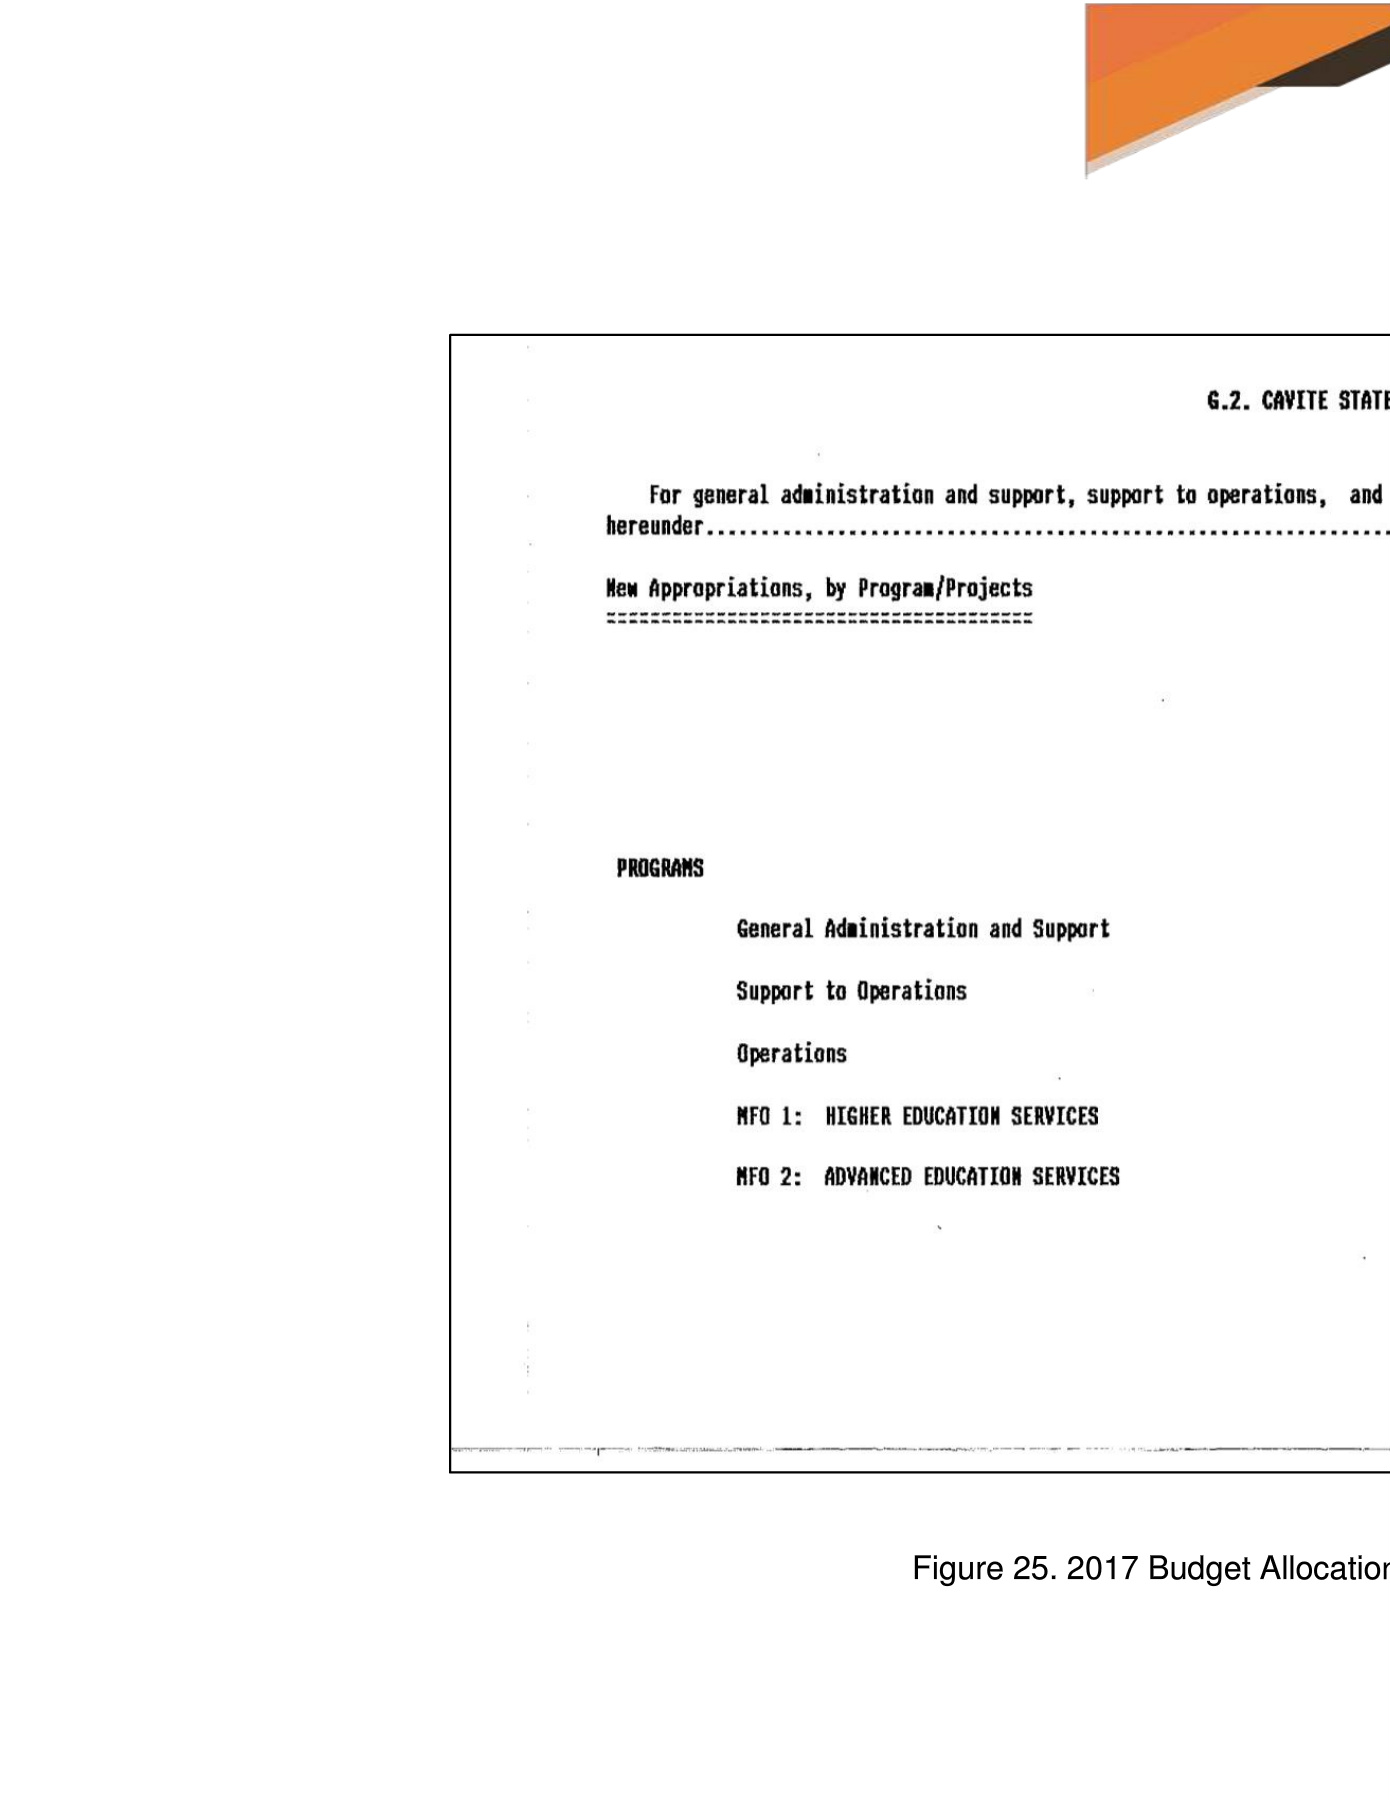 G.2. CAVITE STATE
For general administration and support, support to operations, and
hereunder................................................................
New Appropriations, by Program/Projects
=======================================
PROGRAMS
General Administration and Support
Support to Operations
Operations
MFO 1: HIGHER EDUCATION SERVICES
MFO 2: ADVANCED EDUCATION SERVICES
Figure 25. 2017 Budget Allocation